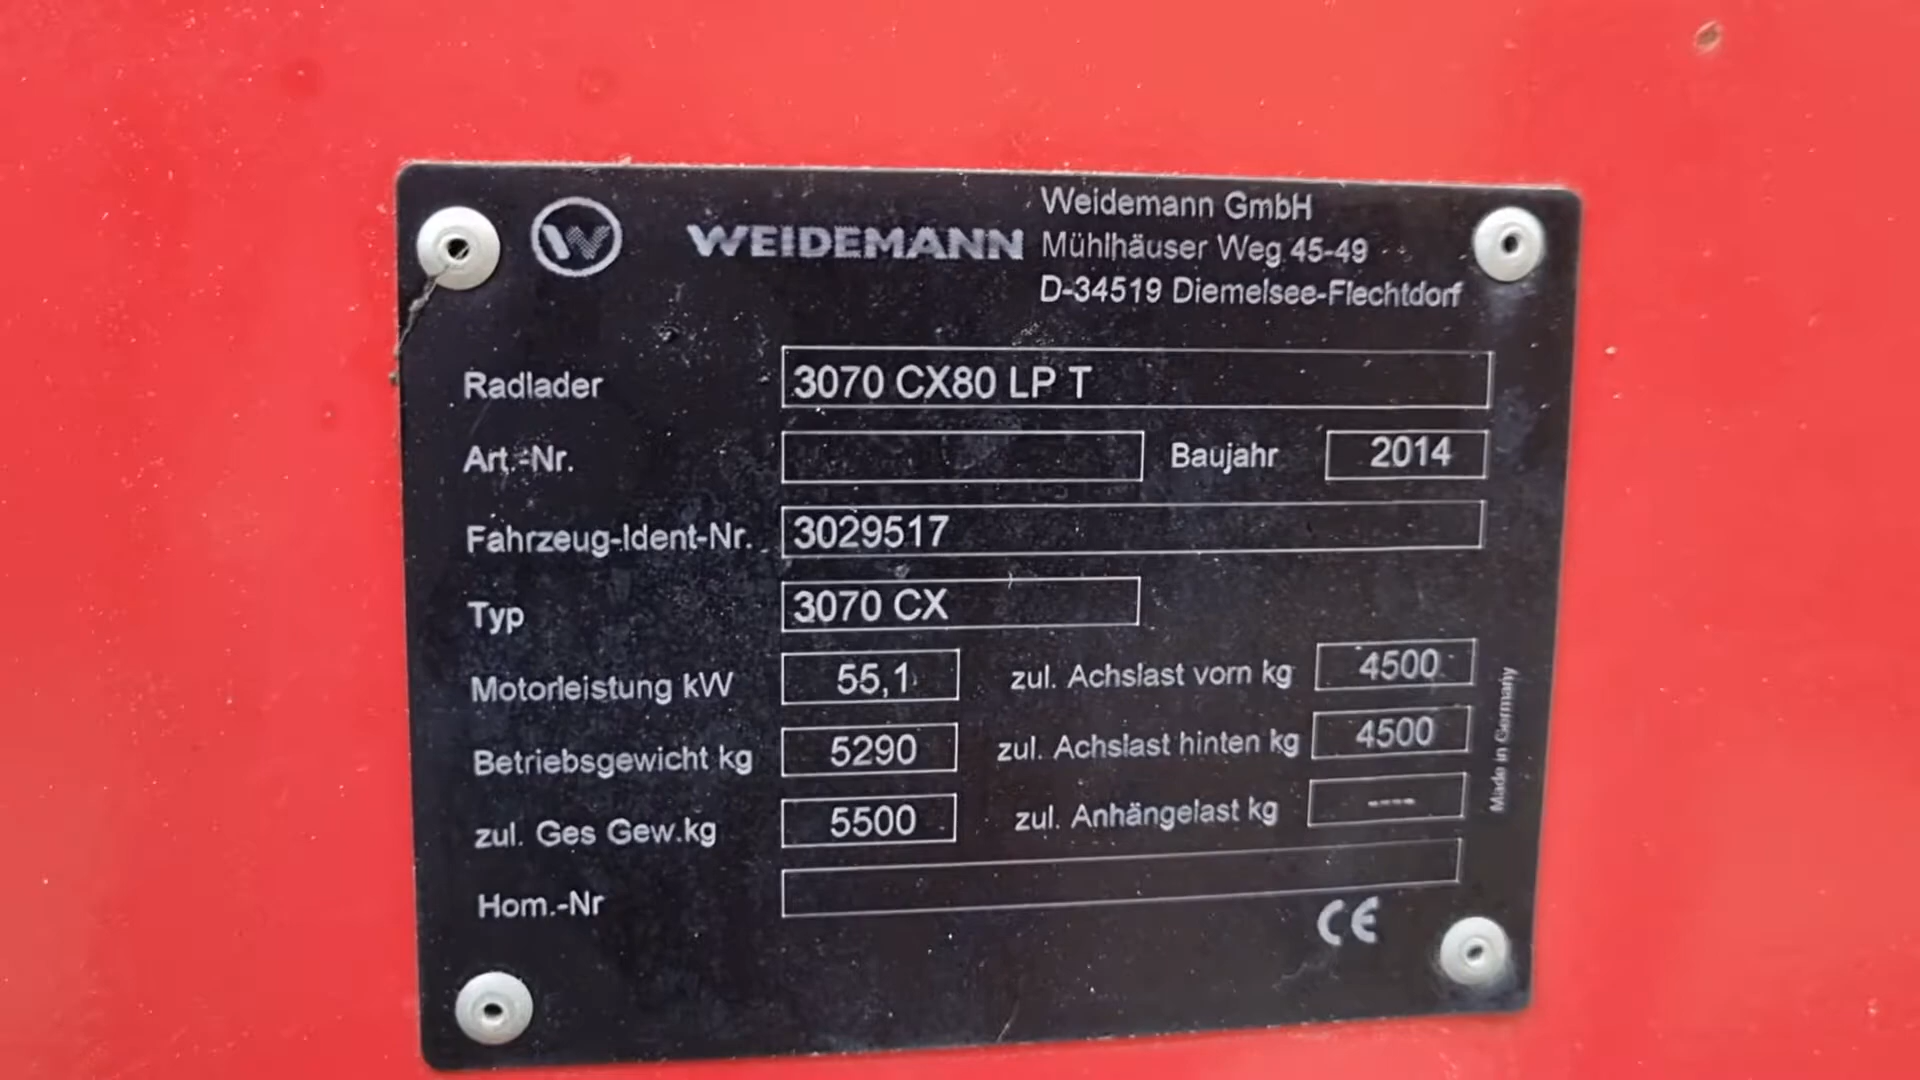 W WEIDEMANN
Weidemann GmbH
Mühlhäuser Weg 45-49
D-34519 Diemelsee-Flechtdorf
Radlader 3070 CX80 LP T
Art.-Nr. Baujahr 2014
Fahrzeug-Ident-Nr. 3029517
Typ 3070 CX
Motorleistung kW 55,1 zul. Achslast vorn kg 4500
Betriebsgewicht kg 5290 zul. Achslast hinten kg 4500
zul. Ges Gew.kg 5500 zul. Anhängelast kg ----
Hom.-Nr
CE
Made in Germany